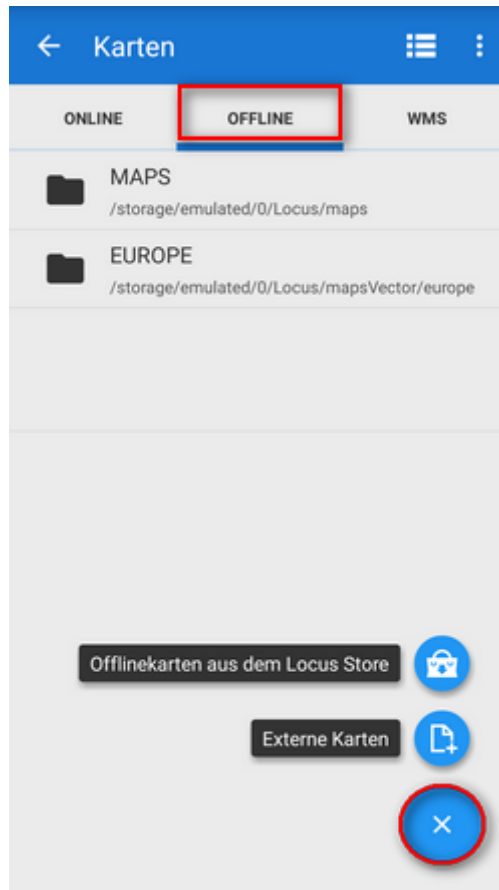 Karten
ONLINE OFFLINE WMS
MAPS
/storage/emulated/0/Locus/maps
EUROPE
/storage/emulated/0/Locus/mapsVector/europe
Offlinekarten aus dem Locus Store
Externe Karten